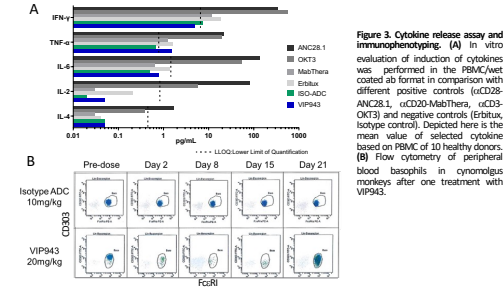 A
IFN-γ
TNF-α
IL-6
IL-2
IL-4
ANC28.1
OKT3
MabThera
Erbitux
ISO-ADC
VIP943
0.01 0.1 1 10 100 1000
pg/mL
LLOQ:Lower Limit of Quantification
Figure 3. Cytokine release assay and
immunophenotyping. (A) In vitro
evaluation of induction of cytokines
was performed in the PBMC/wet
coated ab format in comparison with
different positive controls (αCD28-
ANC28.1, αCD20-MabThera, αCD3-
OKT3) and negative controls (Erbitux,
Isotype control). Depicted here is the
mean value of selected cytokine
based on PBMC of 10 healthy donors.
(B) Flow cytometry of peripheral
blood basophils in cynomolgus
monkeys after one treatment with
VIP943.
B
Pre-dose Day 2 Day 8 Day 15 Day 21
Isotype ADC
10mg/kg
VIP943
20mg/kg
CD303
FcεRI